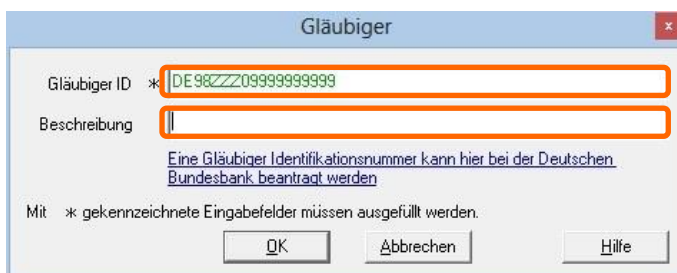 Gläubiger
x
Gläubiger ID * DE98ZZZ09999999999
Beschreibung
Eine Gläubiger Identifikationsnummer kann hier bei der Deutschen
Bundesbank beantragt werden
Mit * gekennzeichnete Eingabefelder müssen ausgefüllt werden.
OK Abbrechen Hilfe